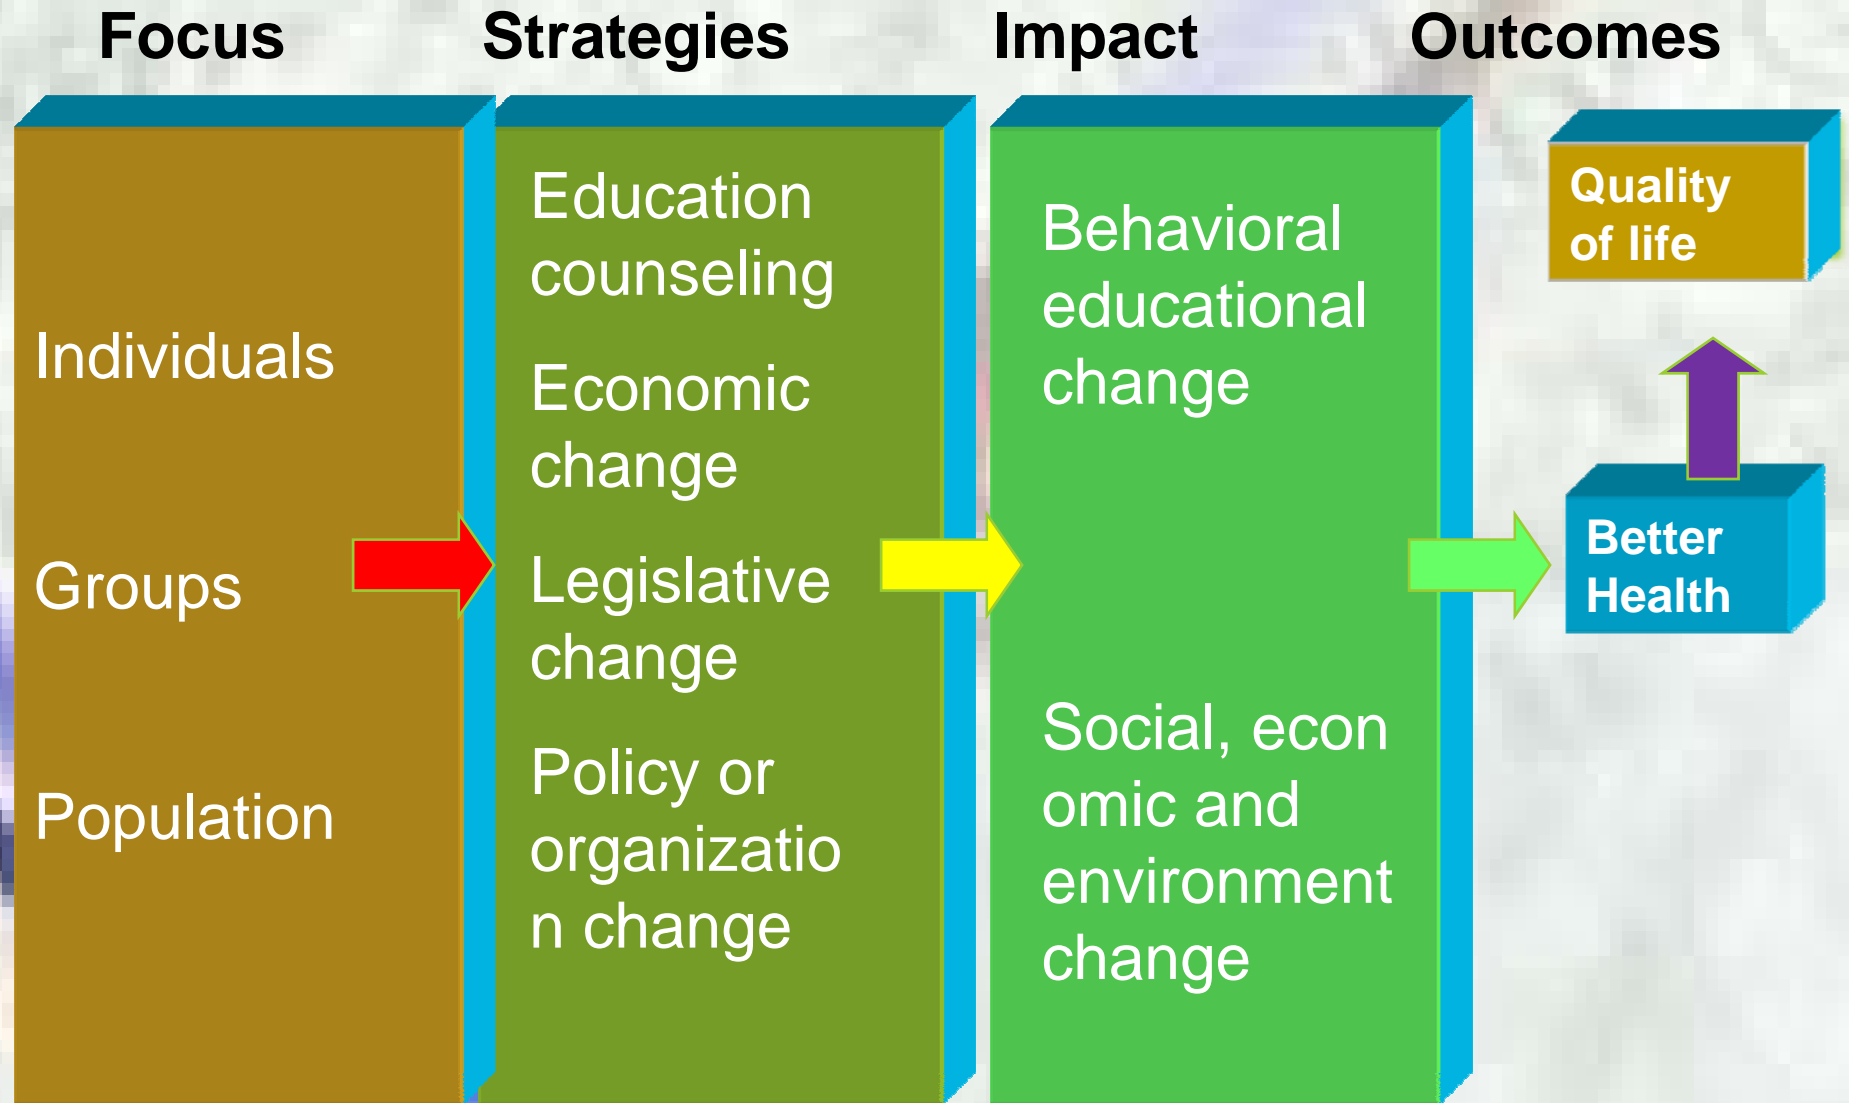 Focus
Strategies
Impact
Outcomes
Individuals
Groups
Population
Education
counseling
Economic
change
Legislative
change
Policy or
organizatio
n change
Behavioral
educational
change
Social, econ
omic and
environment
change
Quality
of life
Better
Health